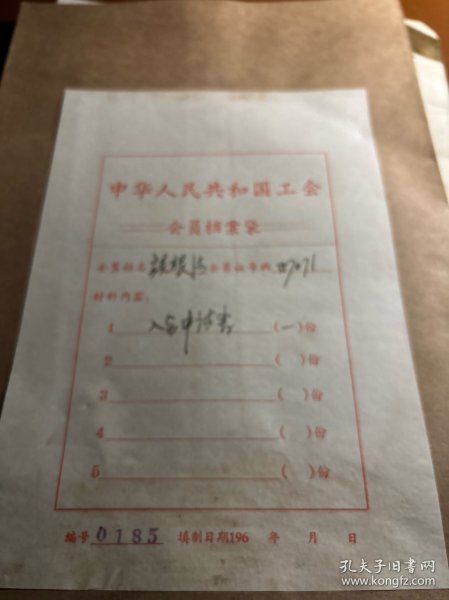 中华人民共和国工会
会员档案袋
会员姓名 根 会员证号码 07071
材料内容：
1 入会申请书 (一)份
2 ( )份
3 ( )份
4 ( )份
5 ( )份
编号 0185 填制日期196 年 月 日
孔夫子旧书网
www.kongfz.com